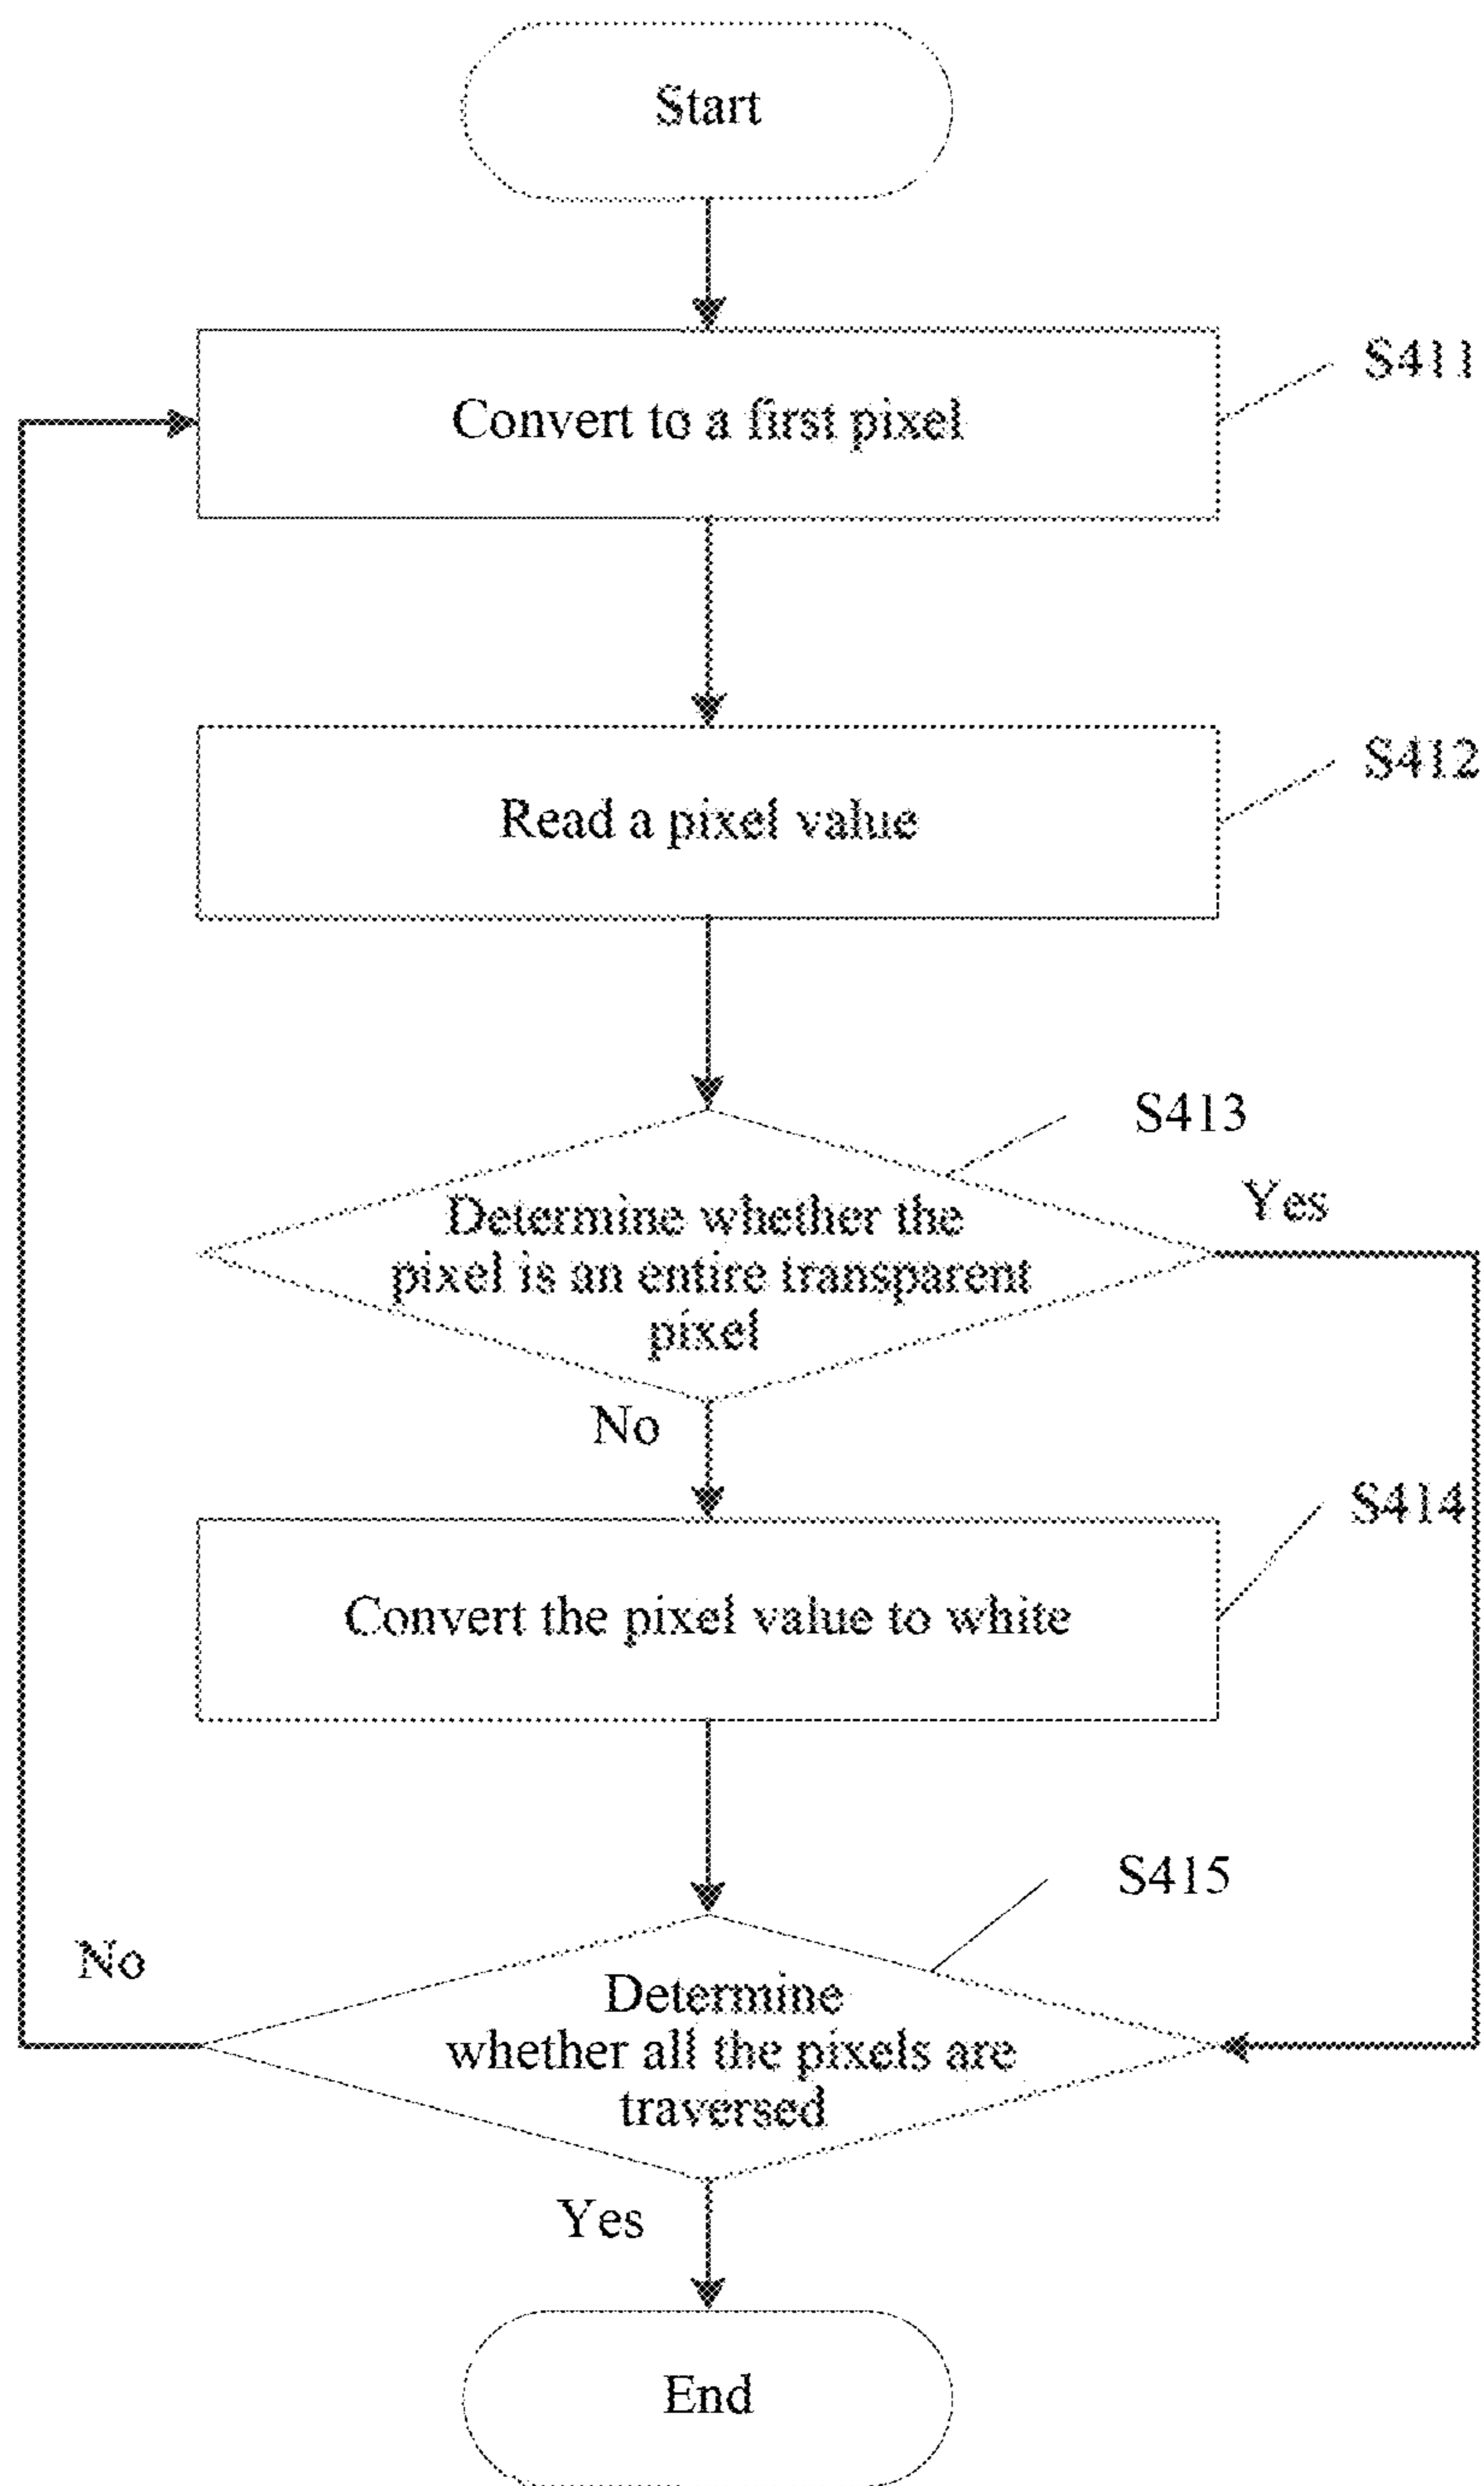 Start
S411
Convert to a first pixel
S412
Read a pixel value
S413
Yes
Determine whether the
pixel is an entire transparent
pixel
No
S414
Convert the pixel value to white
S415
No
Determine
whether all the pixels are
traversed
Yes
End